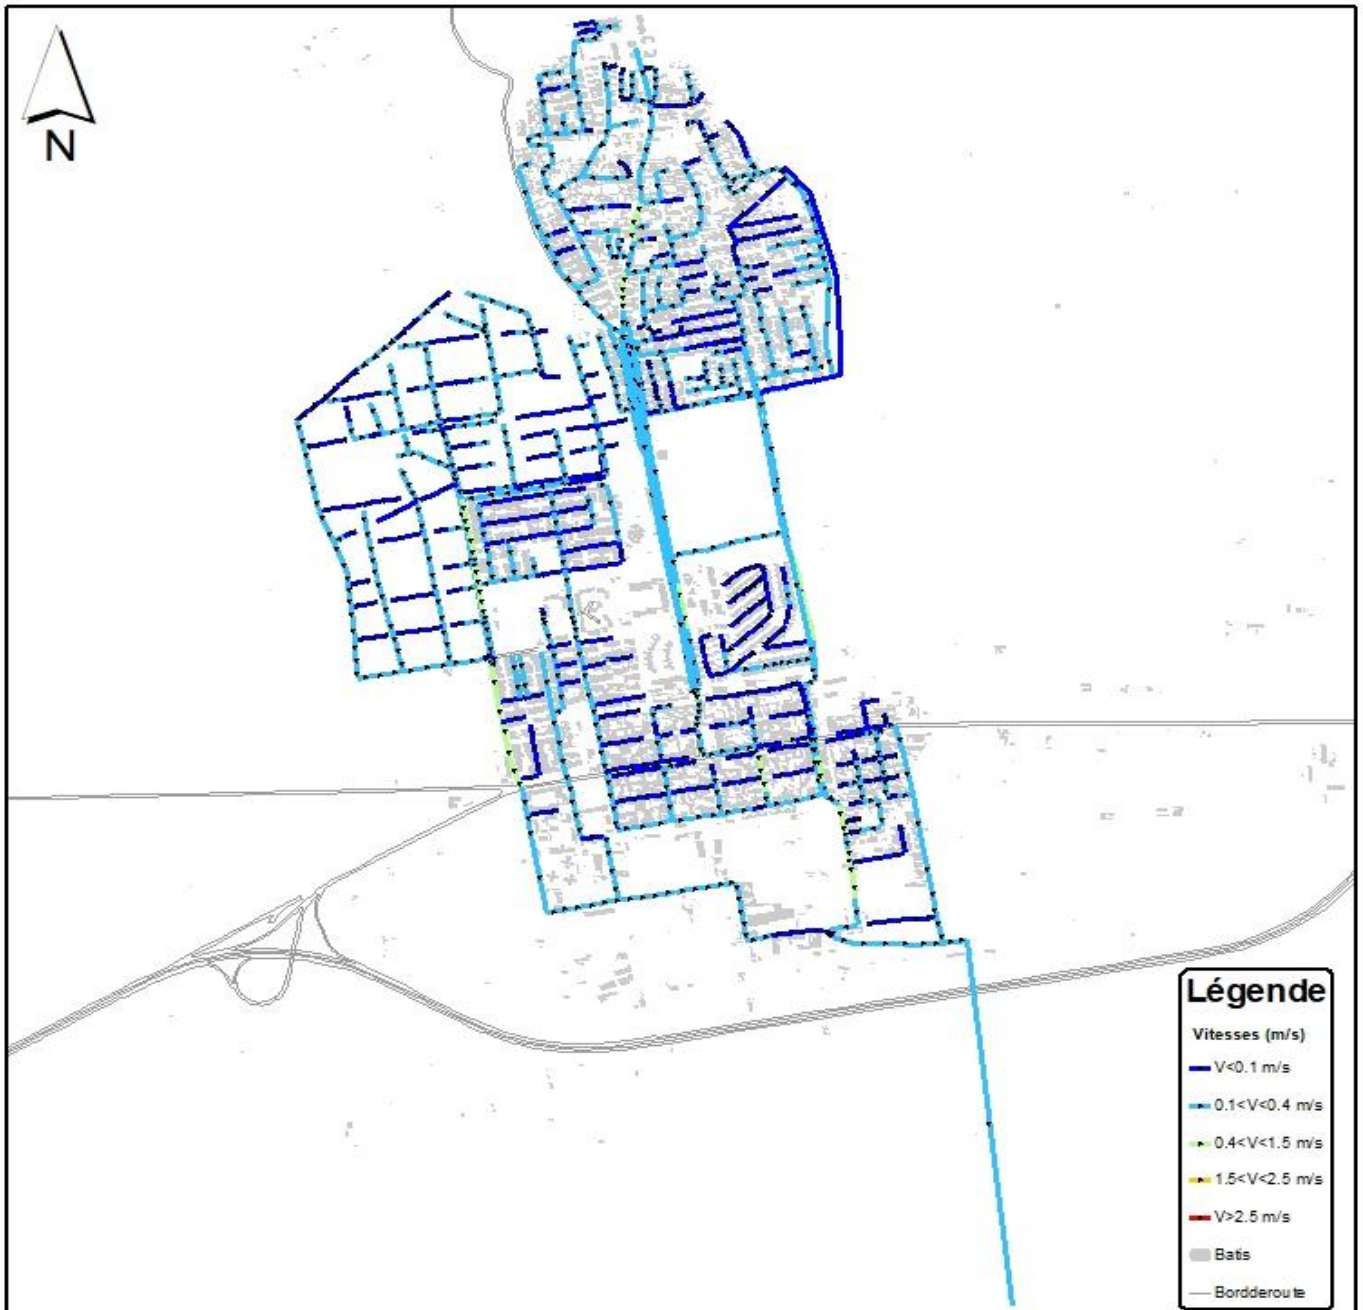 N
Légende
Vitesses (m/s)
V<0.1 m/s
0.1<V<0.4 m/s
0.4<V<1.5 m/s
1.5<V<2.5 m/s
V>2.5 m/s
Batis
Bordderoute